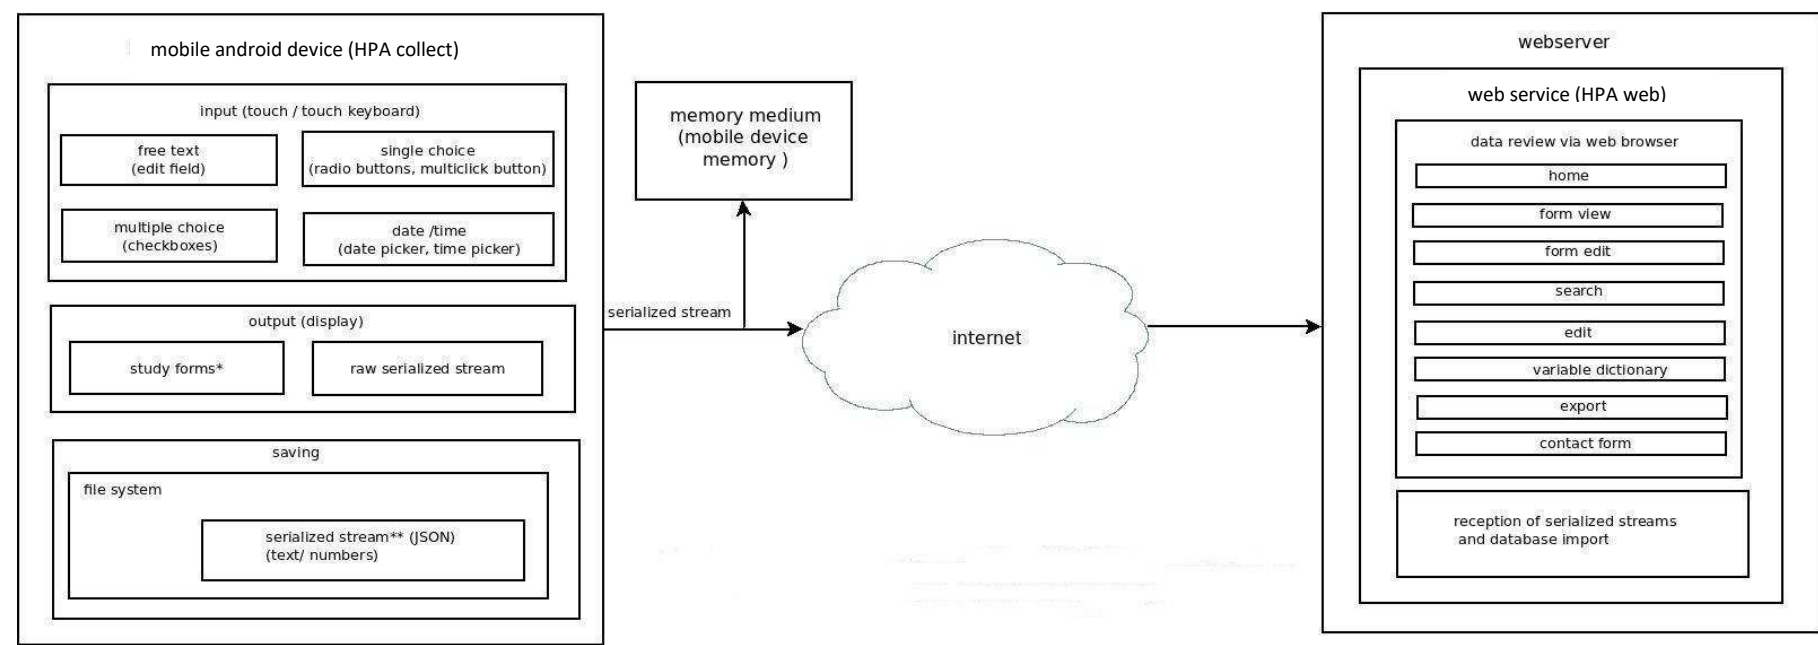 mobile android device (HPA collect)
input (touch / touch keyboard)
free text
(edit field)
single choice
(radio buttons, multiclick button)
multiple choice
(checkboxes)
date /time
(date picker, time picker)
output (display)
study forms*
raw serialized stream
saving
file system
serialized stream** (JSON)
(text/ numbers)
serialized stream
memory medium
(mobile device
memory )
internet
webserver
web service (HPA web)
data review via web browser
home
form view
form edit
search
edit
variable dictionary
export
contact form
reception of serialized streams
and database import